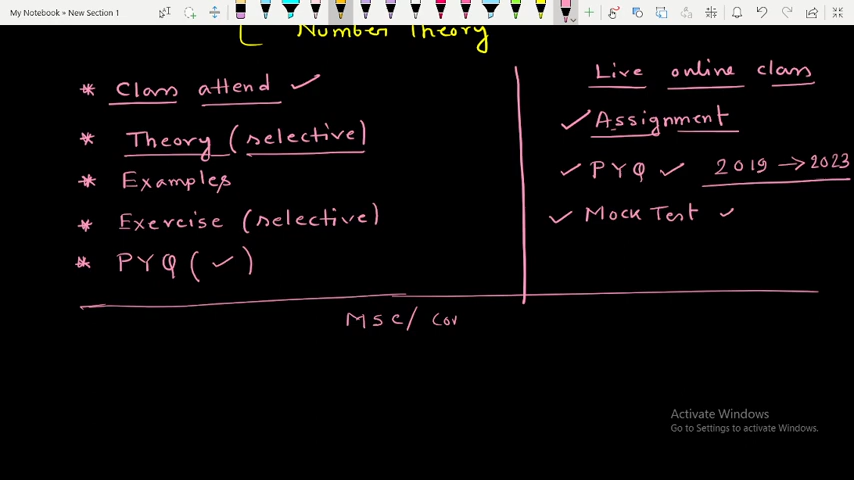 My Notebook » New Section 1
Number Theory
* Class attend ✓
* Theory (selective)
* Examples
* Exercise (selective)
* PYQ (✓)
Live online class
✓ Assignment
✓ PYQ ✓ 2019 → 2023
✓ Mock Test ✓
MSC/ Cor
Activate Windows
Go to Settings to activate Windows.